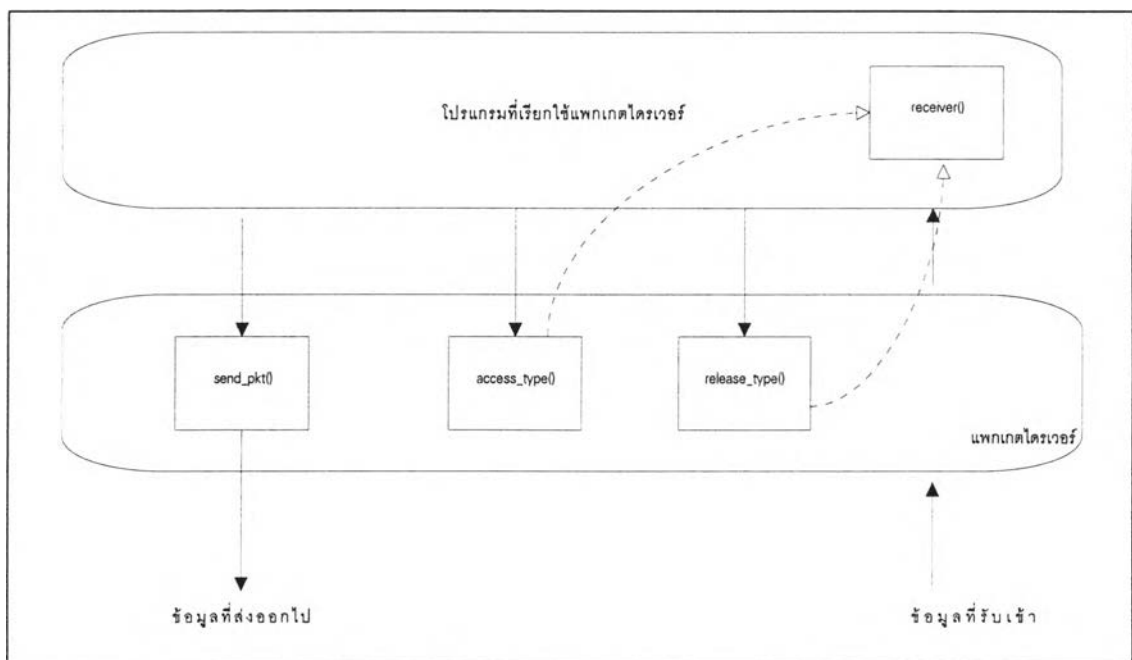 receiver()
โปรแกรมที่เรียกใช้แพกเกตไดรเวอร์
send_pkt()
access_type()
release_type()
แพกเกตไดรเวอร์
ข้อมูลที่ส่งออกไป
ข้อมูลที่รับเข้า